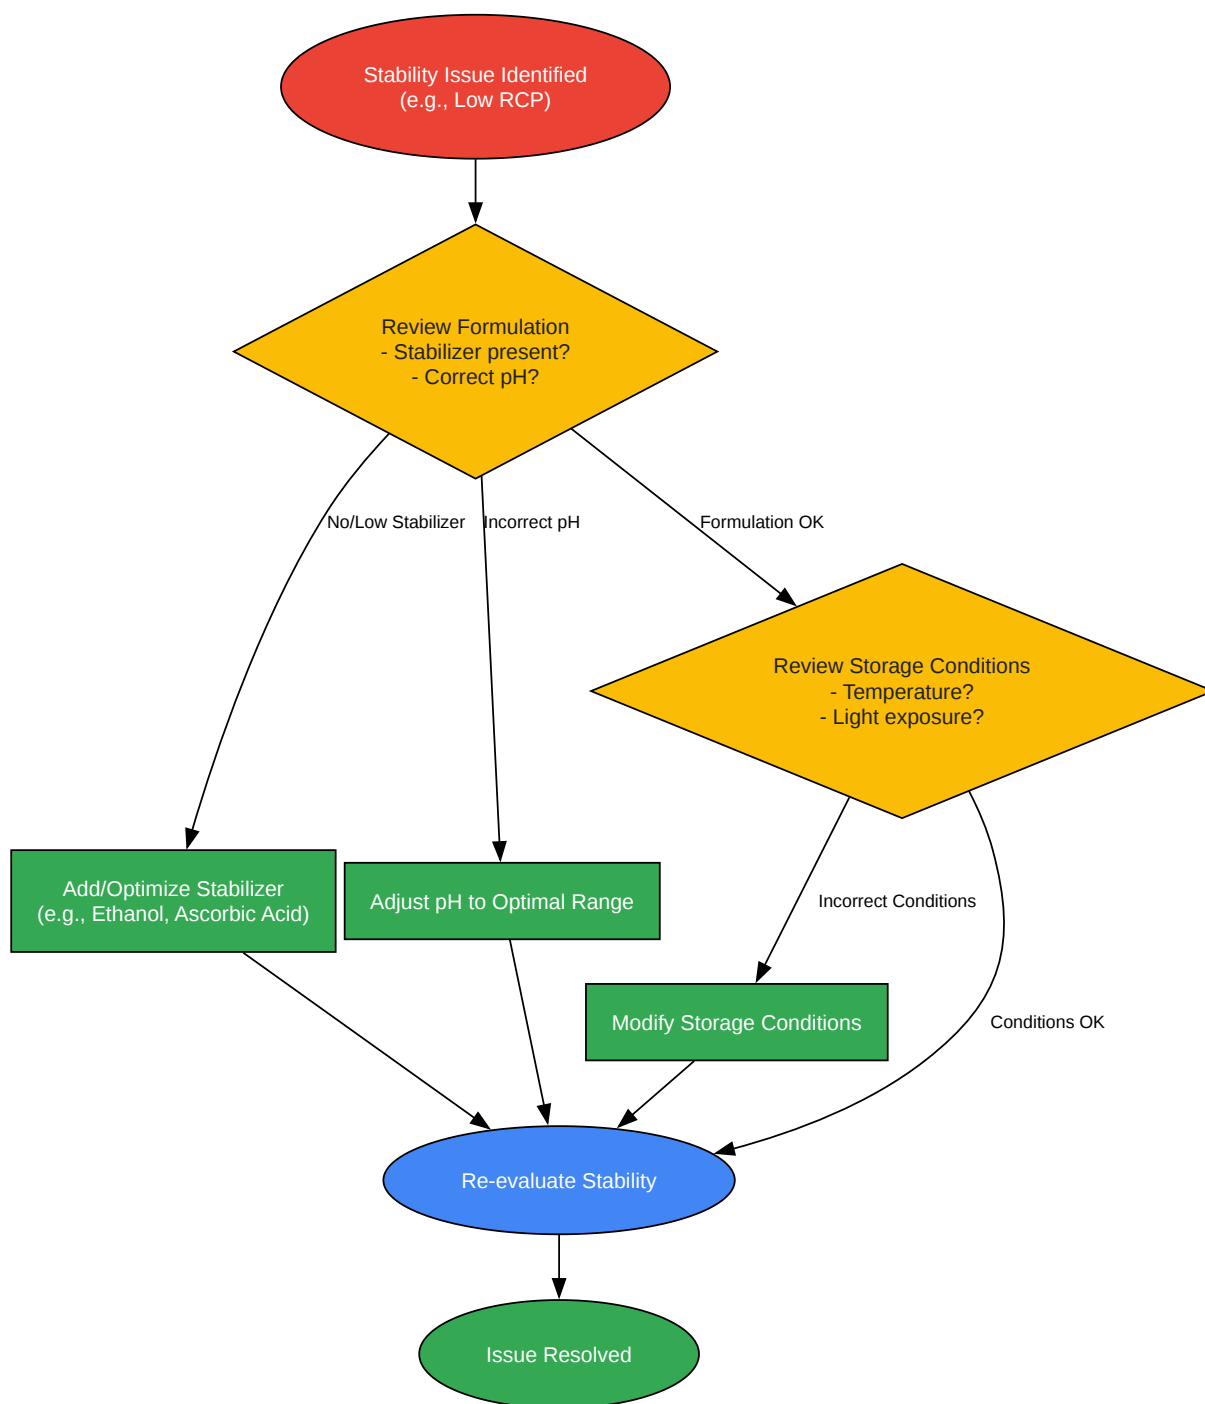 Stability Issue Identified
(e.g., Low RCP)
Review Formulation
- Stabilizer present?
- Correct pH?
No/Low Stabilizer
Incorrect pH
Formulation OK
Review Storage Conditions
- Temperature?
- Light exposure?
Add/Optimize Stabilizer
(e.g., Ethanol, Ascorbic Acid)
Adjust pH to Optimal Range
Incorrect Conditions
Modify Storage Conditions
Conditions OK
Re-evaluate Stability
Issue Resolved